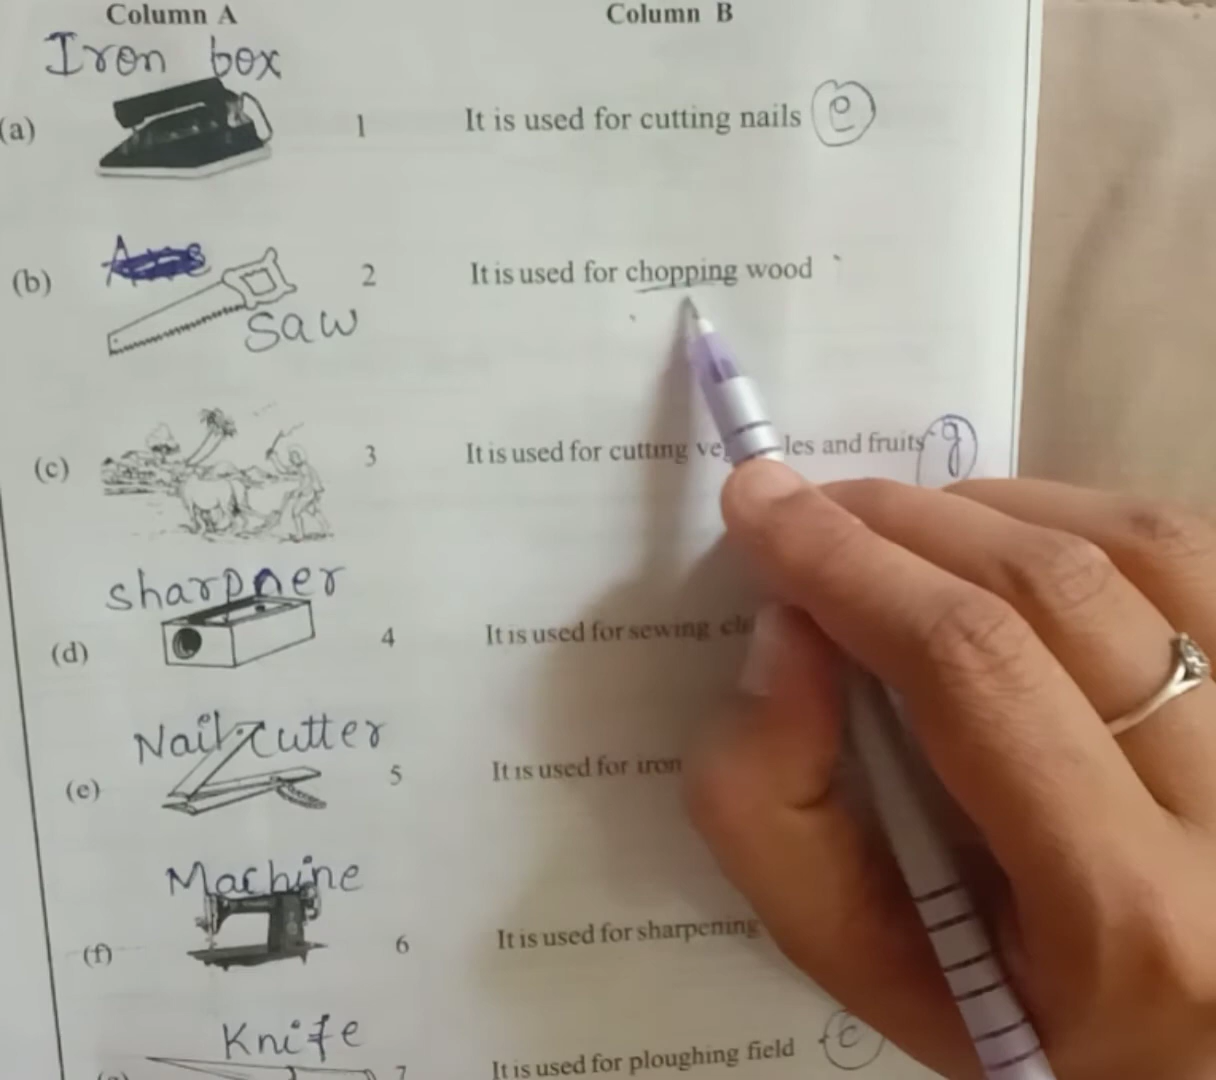 Column A Column B
Iron box
(a) 1 It is used for cutting nails e
(b) 2 It is used for chopping wood
saw
(c) 3 It is used for cutting and fruits g
sharpner
(d) 4 It is used for sewing
Nail cutter
(e) 5 It is used for iron
Machine
(f) 6 It is used for sharpening
Knife
7 It is used for ploughing field c